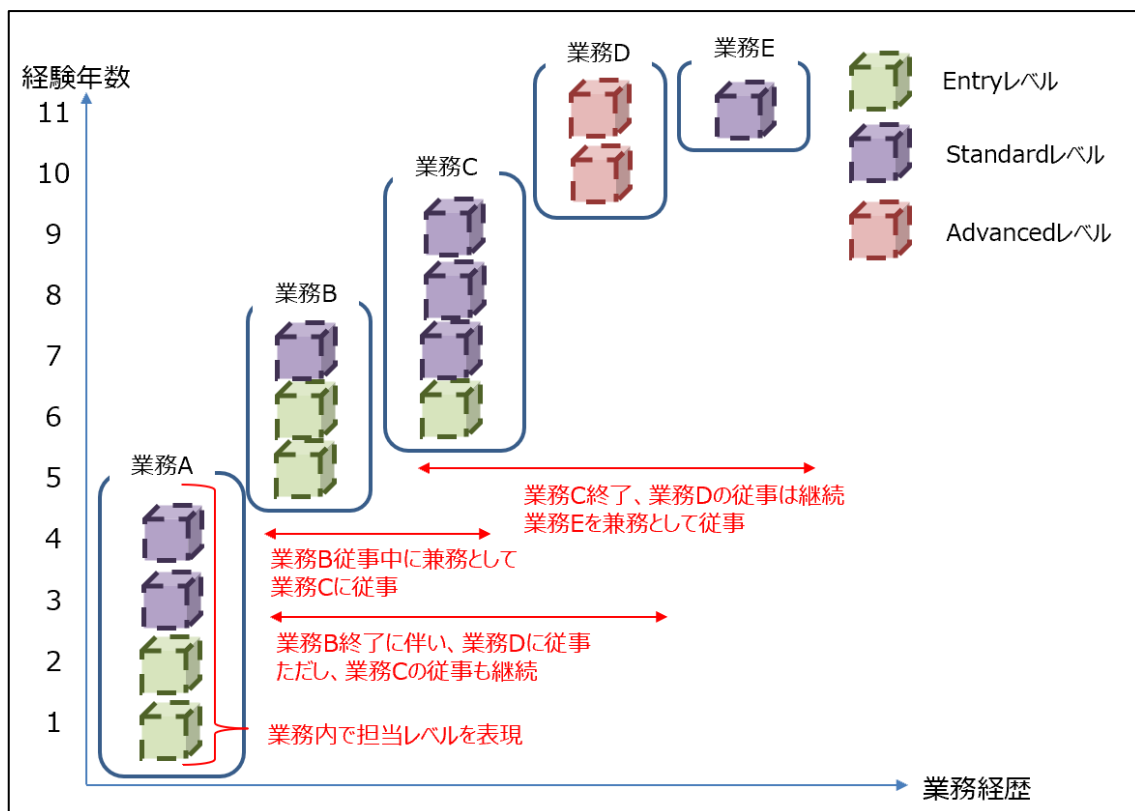 経験年数
11
10
9
8
7
6
5
4
3
2
1
業務A
業務B
業務C
業務D
業務E
Entryレベル
Standardレベル
Advancedレベル
業務C終了、業務Dの従事は継続
業務Eを兼務として従事
業務B従事中に兼務として
業務Cに従事
業務B終了に伴い、業務Dに従事
ただし、業務Cの従事も継続
業務内で担当レベルを表現
業務経歴